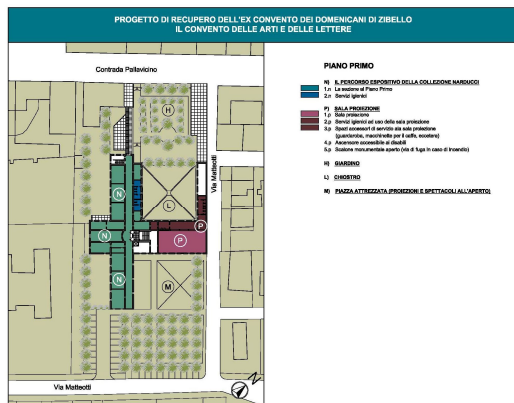 PROGETTO DI RECUPERO DELL'EX CONVENTO DEI DOMENICANI DI ZIBELLO
IL CONVENTO DELLE ARTI E DELLE LETTERE
Contrada Pallavicino
Via Matteotti
H
N
L
N
P
P
N
M
Via Matteotti
N
PIANO PRIMO
N) IL PERCORSO ESPOSITIVO DELLA COLLEZIONE NARDUCCI
1.n La sezione al Piano Primo
2.n Servizi igienici
P) SALA PROIEZIONE
1.p Sala proiezione
2.p Servizi igienici ad uso della sala proiezione
3.p Spazi accessori di servizio alla sala proiezione
(guardaroba, macchinette per il caffè, eccetera)
4.p Ascensore accessibile ai disabili
5.p Scalone monumentale aperto (via di fuga in caso di incendio)
H) GIARDINO
L) CHIOSTRO
M) PIAZZA ATTREZZATA (PROIEZIONI E SPETTACOLI ALL'APERTO)